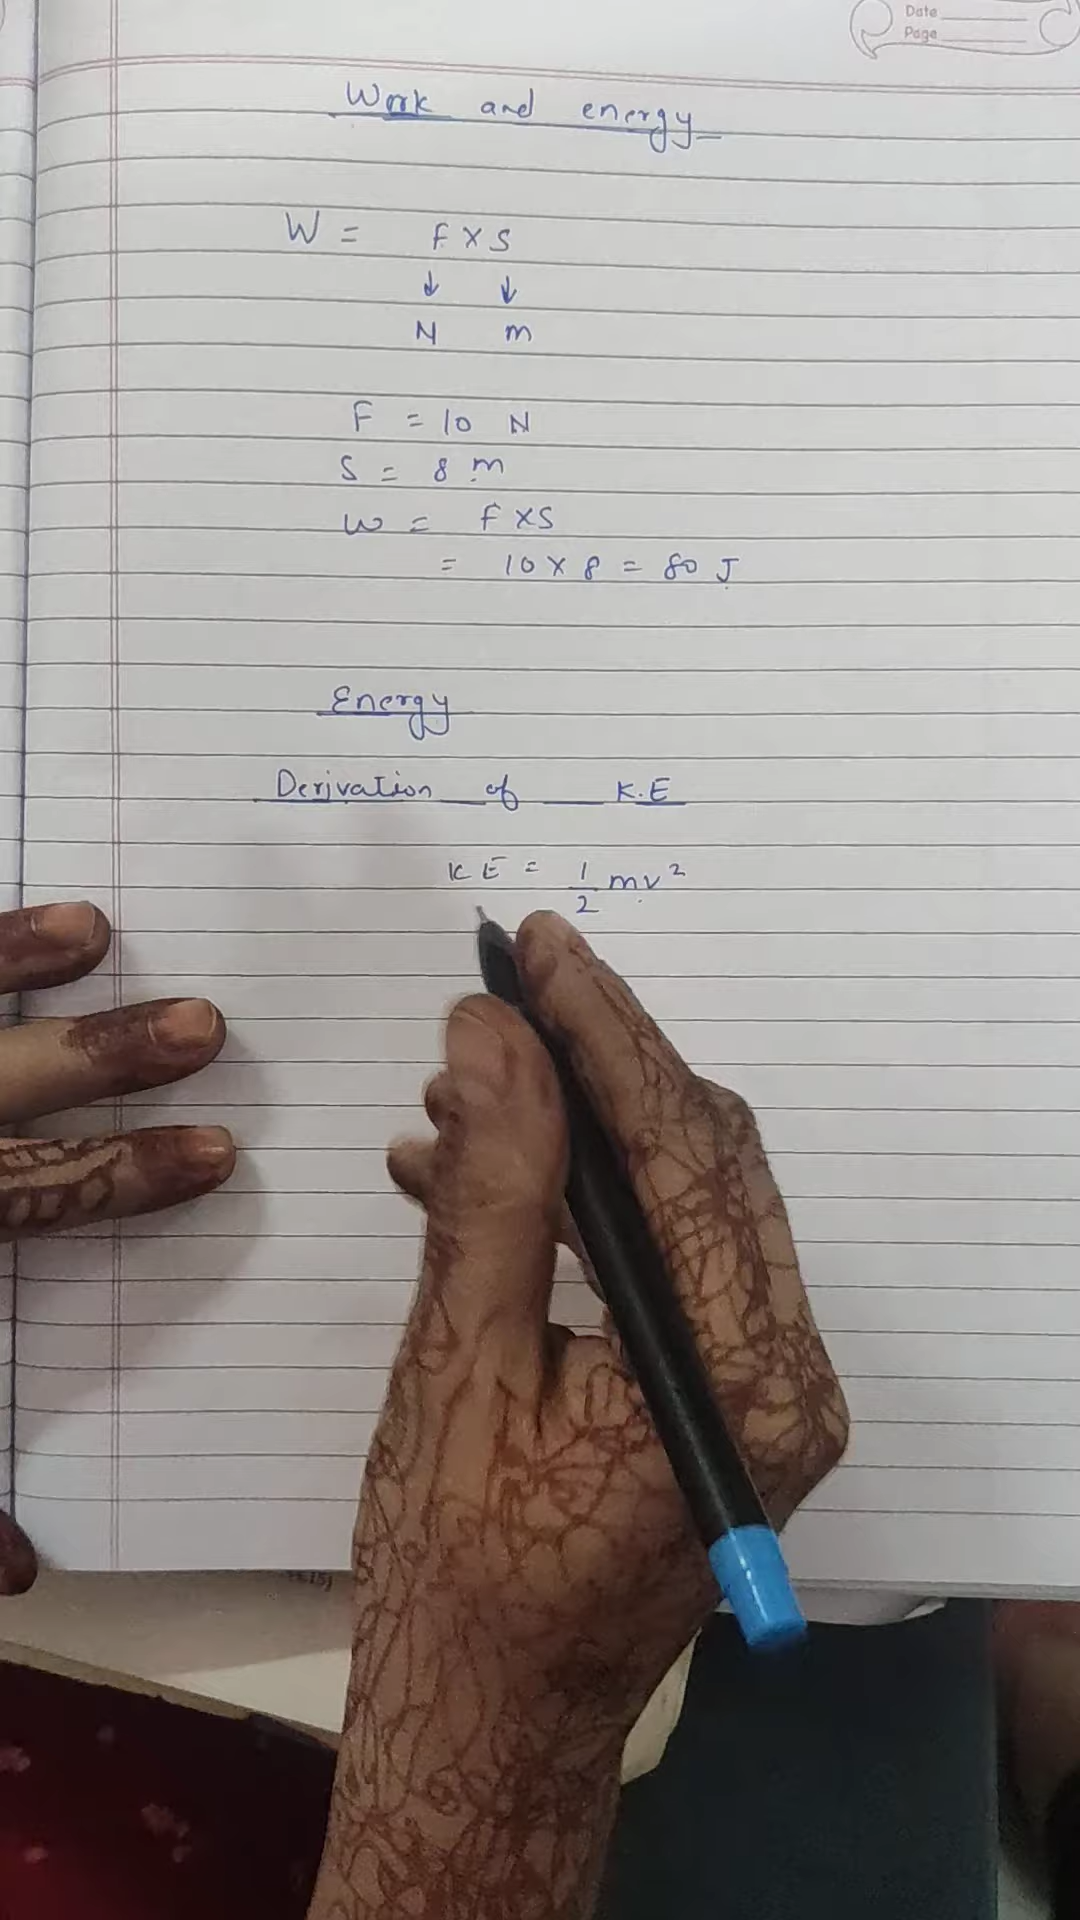 Date
Page
Work and energy
W = F × S
↓ ↓
N m
F = 10 N
S = 8 m
W = F × S
= 10 × 8 = 80 J
Energy
Derivation of K.E
KE = 1/2 mv²